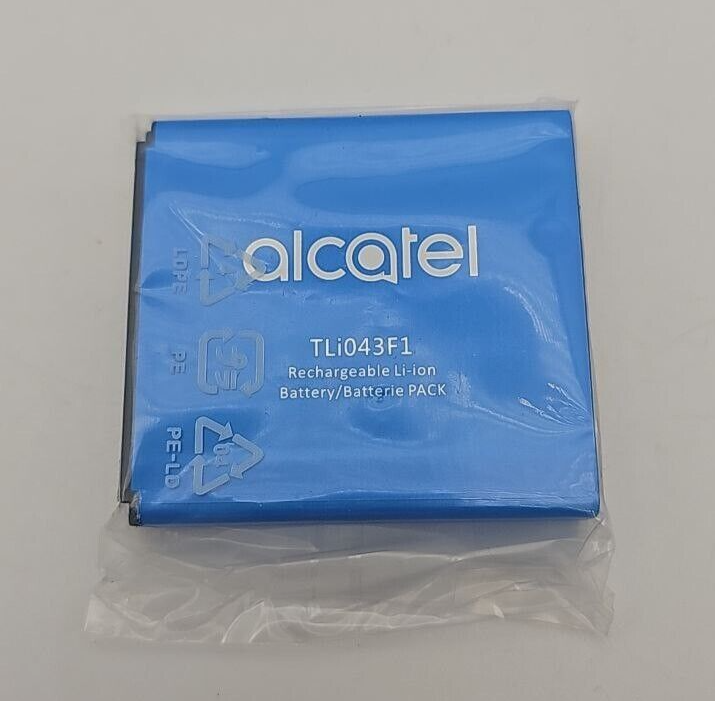 alcatel
TLi043F1
Rechargeable Li-ion
Battery/Batterie PACK
LDPE
PE
PE-LD